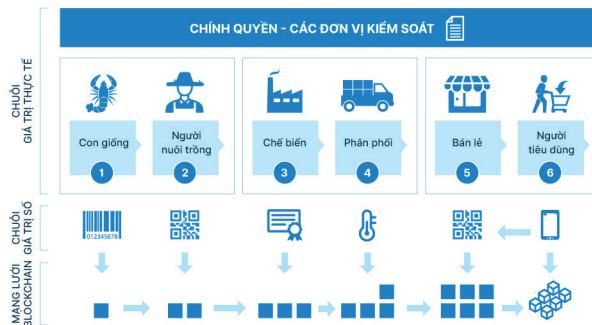 CHÍNH QUYỀN - CÁC ĐƠN VỊ KIỂM SOÁT
CHUỖI
GIÁ TRỊ THỰC TẾ
Con giống
1
Người
nuôi trồng
2
Chế biến
3
Phân phối
4
Bán lẻ
5
Người
tiêu dùng
6
CHUỖI
GIÁ TRỊ SỐ
012345678
MẠNG LƯỚI
BLOCKCHAIN